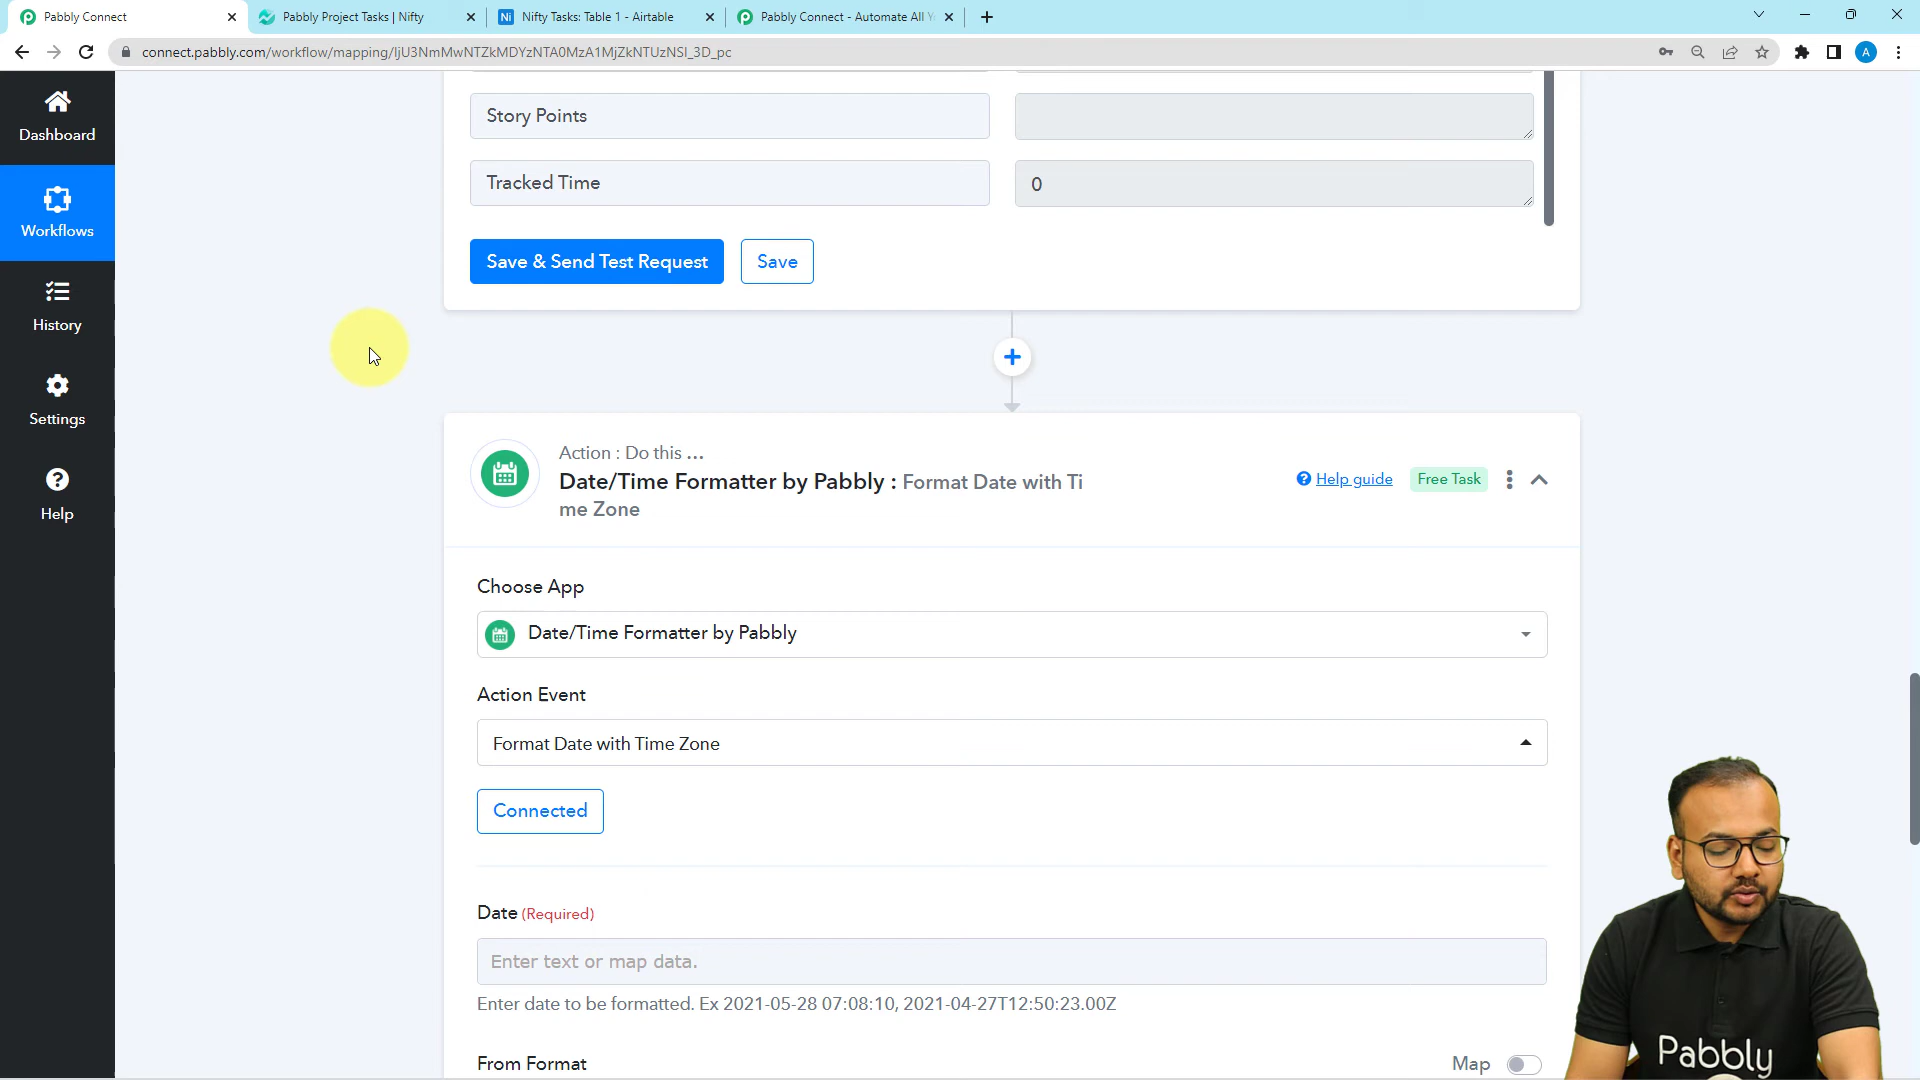 Pabbly Connect
Pabbly Project Tasks | Nifty
Ni
Nifty Tasks: Table 1 - Airtable
Pabbly Connect - Automate All Y
connect.pabbly.com/workflow/mapping/IjU3NmMwNTZkMDYzNTA0MzA1MjZkNTUzNSI_3D_pc
A
Dashboard
Workflows
History
Settings
Help
Story Points
Tracked Time
0
Save & Send Test Request
Save
Action : Do this ...
Date/Time Formatter by Pabbly : Format Date with Ti
me Zone
Help guide
Free Task
Choose App
Date/Time Formatter by Pabbly
Action Event
Format Date with Time Zone
Connected
Date (Required)
Enter text or map data.
Enter date to be formatted. Ex 2021-05-28 07:08:10, 2021-04-27T12:50:23.00Z
From Format
Map
Pabbly